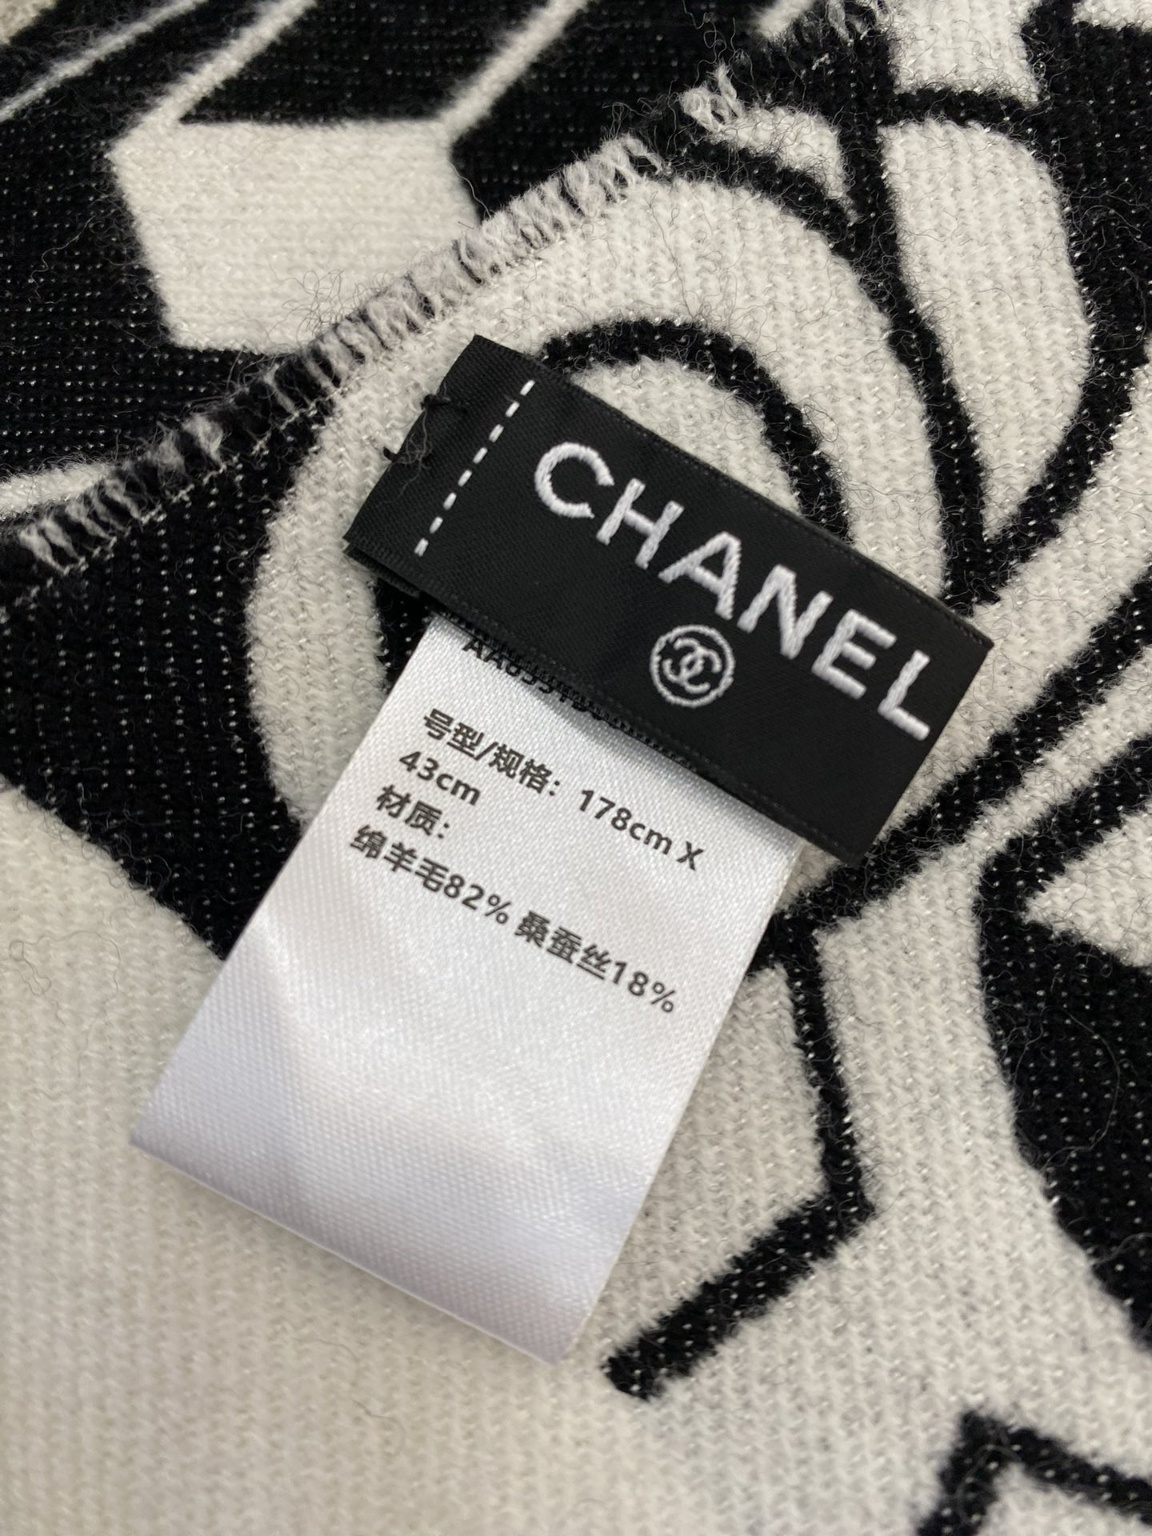 CHANEL
号型/规格：178cm X
43cm
材质：
绵羊毛82% 桑蚕丝18%